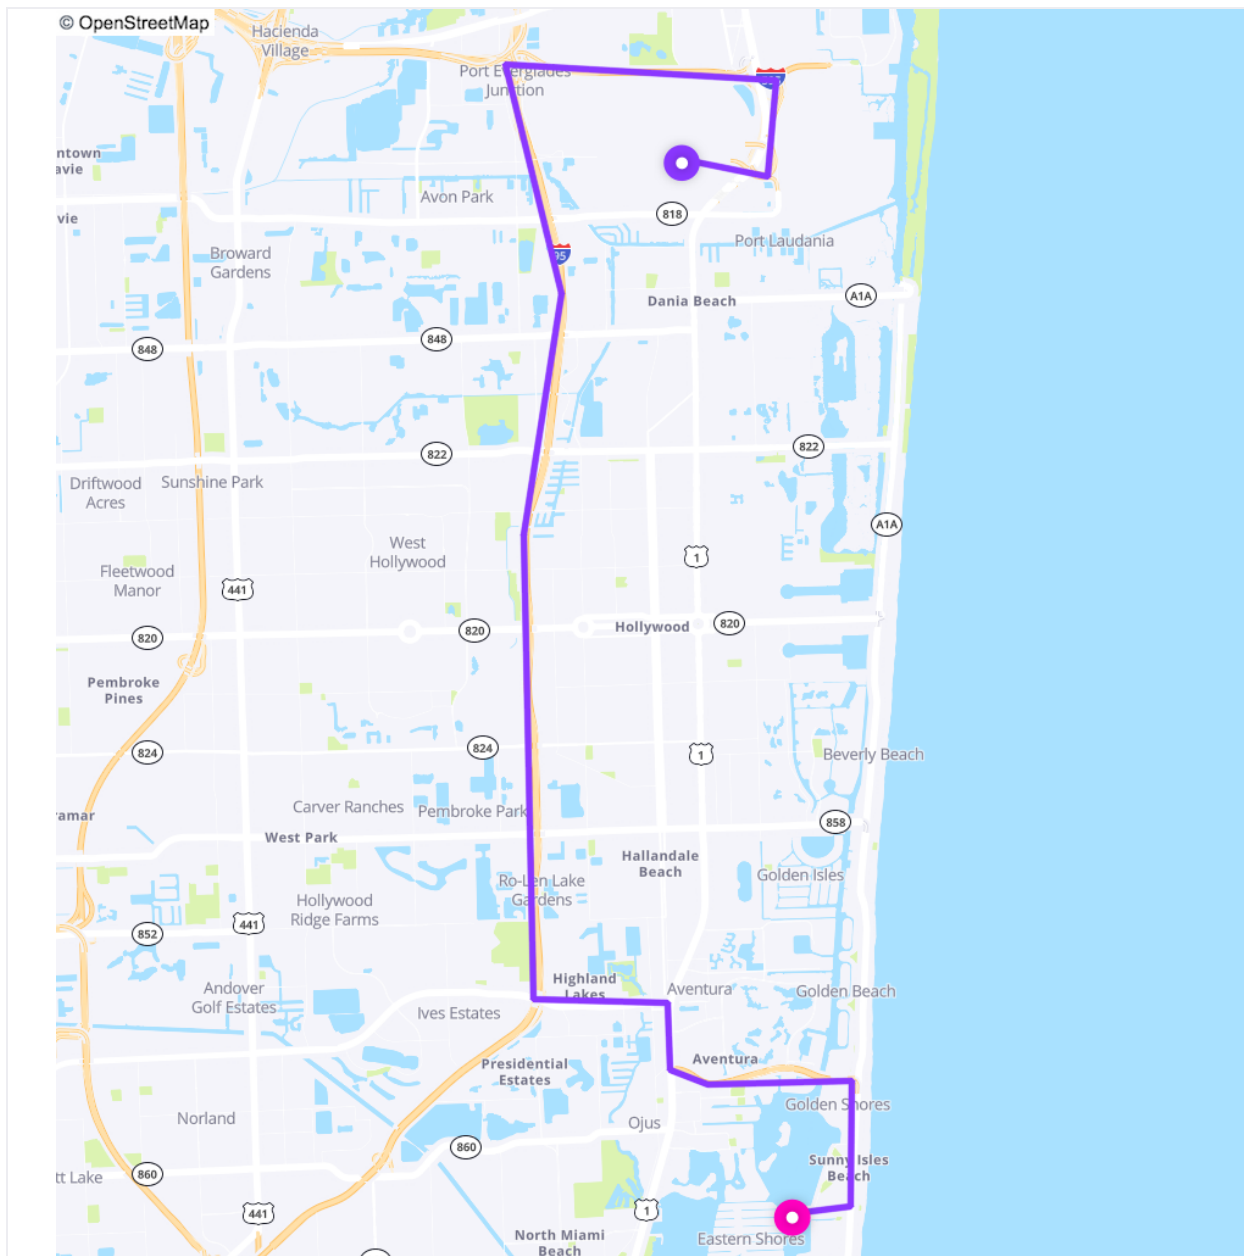 © OpenStreetMap
Hacienda
Village
Port Everglades
Junction
ntown
avie
Avon Park
vie
818
Port Laudania
Broward
Gardens
95
Dania Beach
A1A
848
848
822
822
Driftwood
Acres
Sunshine Park
A1A
West
Hollywood
1
Fleetwood
Manor
441
820
820
Hollywood
820
Pembroke
Pines
824
824
1
Beverly Beach
Carver Ranches
Pembroke Park
ramar
West Park
858
Hallandale
Beach
Golden Isles
Ro-Len Lake
Gardens
Hollywood
Ridge Farms
441
852
Highland
Lakes
Andover
Golf Estates
Aventura
Golden Beach
Ives Estates
Presidential
Estates
Aventura
Golden Shores
Norland
Ojus
860
Sunny Isles
Beach
860
tt Lake
441
1
North Miami
Beach
Eastern Shores